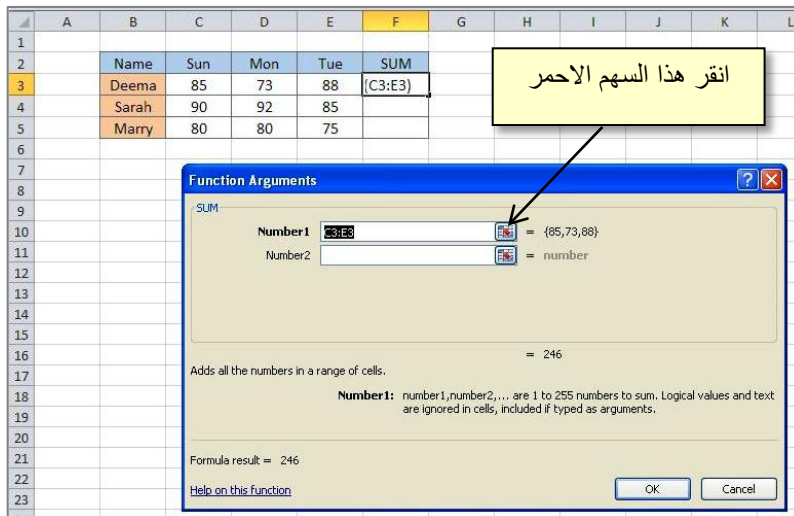 A B C D E F G H I J K L
1
2 Name Sun Mon Tue SUM
3 Deema 85 73 88 (C3:E3)
4 Sarah 90 92 85
5 Marry 80 80 75
انقر هذا السهم الاحمر
6
7
8
9
10
11
12
13
14
15
16
17
18
19
20
21
22
23
Function Arguments
SUM
Number1 C3:E3 = {85,73,88}
Number2 = number
= 246
Adds all the numbers in a range of cells.
Number1: number1,number2,... are 1 to 255 numbers to sum. Logical values and text
are ignored in cells, included if typed as arguments.
Formula result = 246
Help on this function OK Cancel